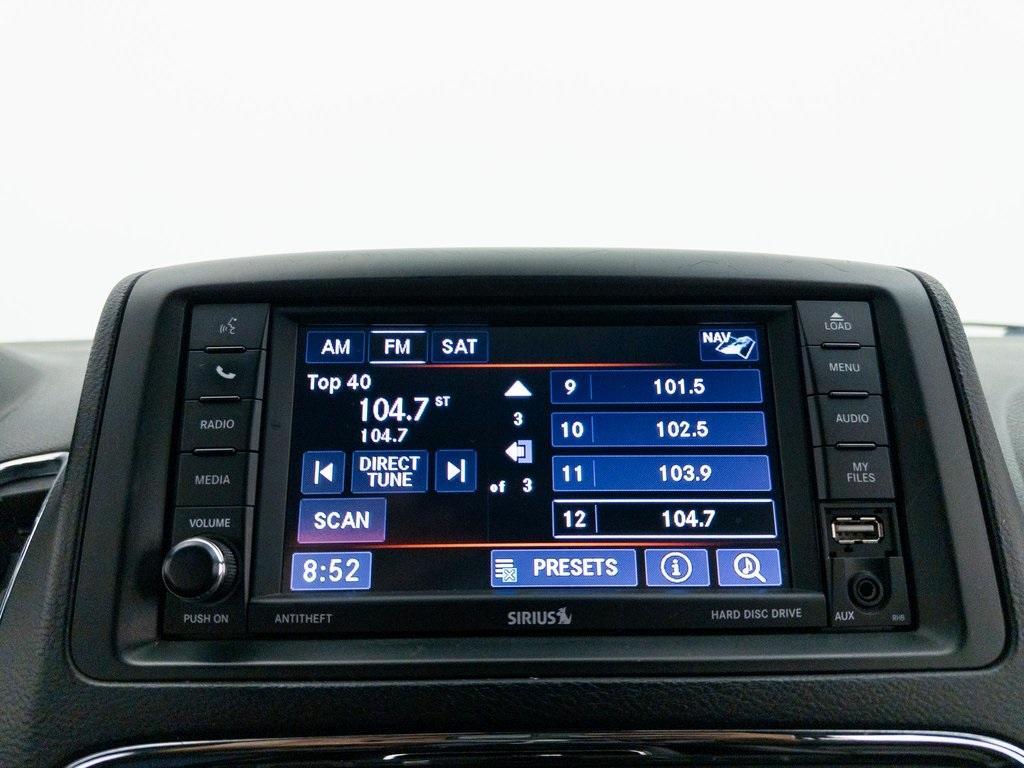 AM FM SAT NAV
Top 40
104.7 ST
104.7
DIRECT
TUNE
SCAN
8:52
3
of 3
9 101.5
10 102.5
11 103.9
12 104.7
PRESETS
RADIO
MEDIA
VOLUME
PUSH ON
LOAD
MENU
AUDIO
MY
FILES
AUX
RHB
ANTITHEFT
SIRIUS
HARD DISC DRIVE